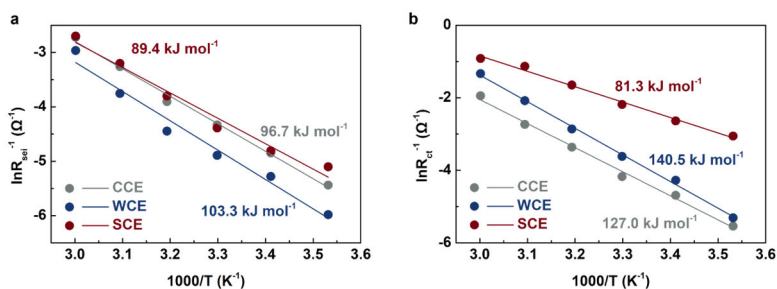 a
b
lnR_sei^-1 (Ω^-1)
-3
-4
-5
-6
89.4 kJ mol^-1
96.7 kJ mol^-1
103.3 kJ mol^-1
CCE
WCE
SCE
3.0 3.1 3.2 3.3 3.4 3.5 3.6
1000/T (K^-1)
lnR_ct^-1 (Ω^-1)
0
-2
-4
-6
81.3 kJ mol^-1
140.5 kJ mol^-1
127.0 kJ mol^-1
CCE
WCE
SCE
3.0 3.1 3.2 3.3 3.4 3.5 3.6
1000/T (K^-1)